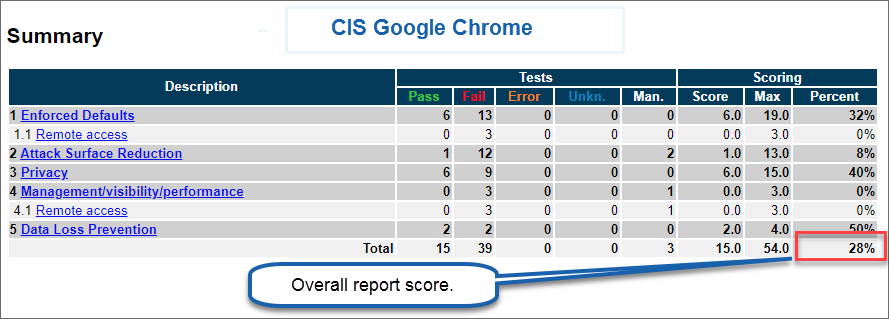 CIS Google Chrome
Summary
Description Tests Scoring
Pass Fail Error Unkn. Man. Score Max Percent
1 Enforced Defaults 6 13 0 0 0 6.0 19.0 32%
1.1 Remote access 0 3 0 0 0 0.0 3.0 0%
2 Attack Surface Reduction 1 12 0 0 2 1.0 13.0 8%
3 Privacy 6 9 0 0 0 6.0 15.0 40%
4 Management/visibility/performance 0 3 0 0 1 0.0 3.0 0%
4.1 Remote access 0 3 0 0 1 0.0 3.0 0%
5 Data Loss Prevention 2 2 0 0 0 2.0 4.0 50%
Total 15 39 0 0 3 15.0 54.0 28%
Overall report score.